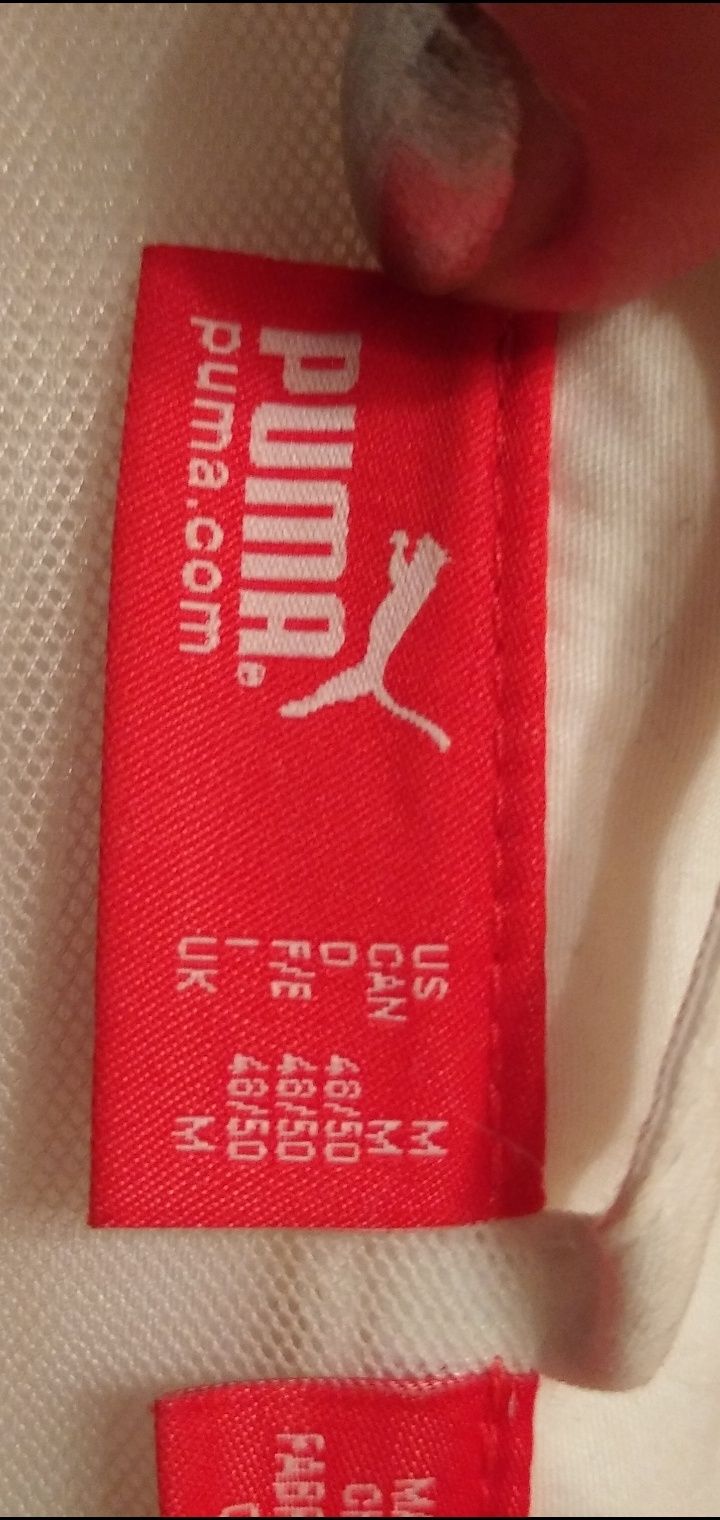 PUMA®
puma.com
US M
CAN M
D 48/50
F/E 48/50
I 48/50
UK M